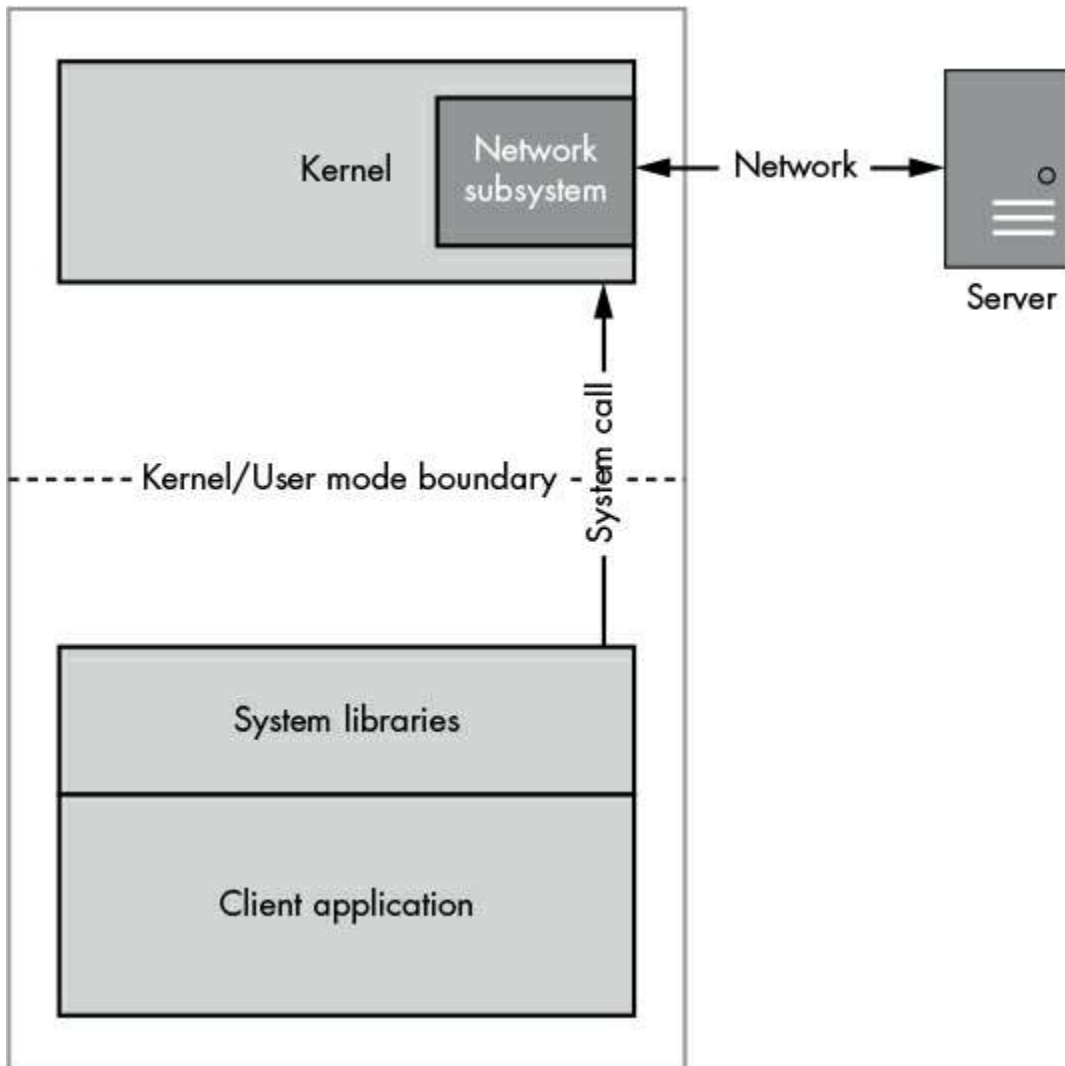 Kernel
Network
subsystem
Network
Server
System call
Kernel/User mode boundary
System libraries
Client application